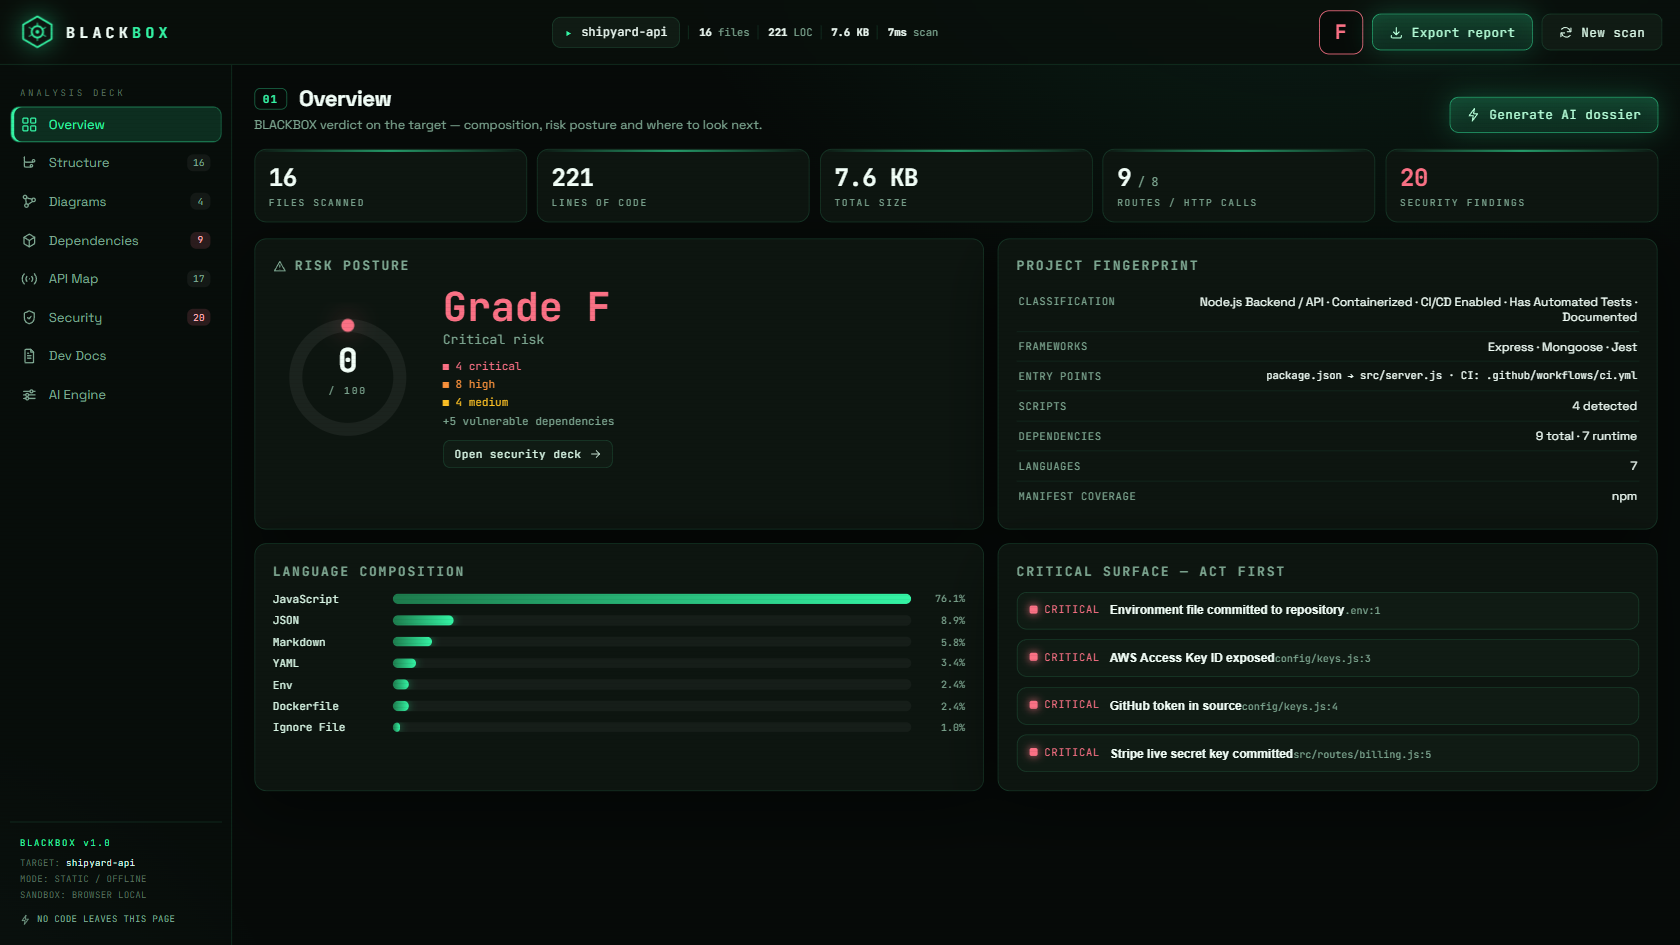 BLACKBOX
▸ shipyard-api
16 files
221 LOC
7.6 KB
7ms scan
F
Export report
New scan
ANALYSIS DECK
Overview
Structure 16
Diagrams 4
Dependencies 9
API Map 17
Security 20
Dev Docs
AI Engine
01 Overview
BLACKBOX verdict on the target — composition, risk posture and where to look next.
Generate AI dossier
16
FILES SCANNED
221
LINES OF CODE
7.6 KB
TOTAL SIZE
9 / 8
ROUTES / HTTP CALLS
20
SECURITY FINDINGS
RISK POSTURE
0
/ 100
Grade F
Critical risk
4 critical
8 high
4 medium
+5 vulnerable dependencies
Open security deck →
PROJECT FINGERPRINT
CLASSIFICATION Node.js Backend / API · Containerized · CI/CD Enabled · Has Automated Tests ·
Documented
FRAMEWORKS Express · Mongoose · Jest
ENTRY POINTS package.json → src/server.js · CI: .github/workflows/ci.yml
SCRIPTS 4 detected
DEPENDENCIES 9 total · 7 runtime
LANGUAGES 7
MANIFEST COVERAGE npm
LANGUAGE COMPOSITION
JavaScript 76.1%
JSON 8.9%
Markdown 5.8%
YAML 3.4%
Env 2.4%
Dockerfile 2.4%
Ignore File 1.0%
CRITICAL SURFACE — ACT FIRST
CRITICAL Environment file committed to repository.env:1
CRITICAL AWS Access Key ID exposedconfig/keys.js:3
CRITICAL GitHub token in sourceconfig/keys.js:4
CRITICAL Stripe live secret key committedsrc/routes/billing.js:5
BLACKBOX v1.0
TARGET: shipyard-api
MODE: STATIC / OFFLINE
SANDBOX: BROWSER LOCAL
NO CODE LEAVES THIS PAGE